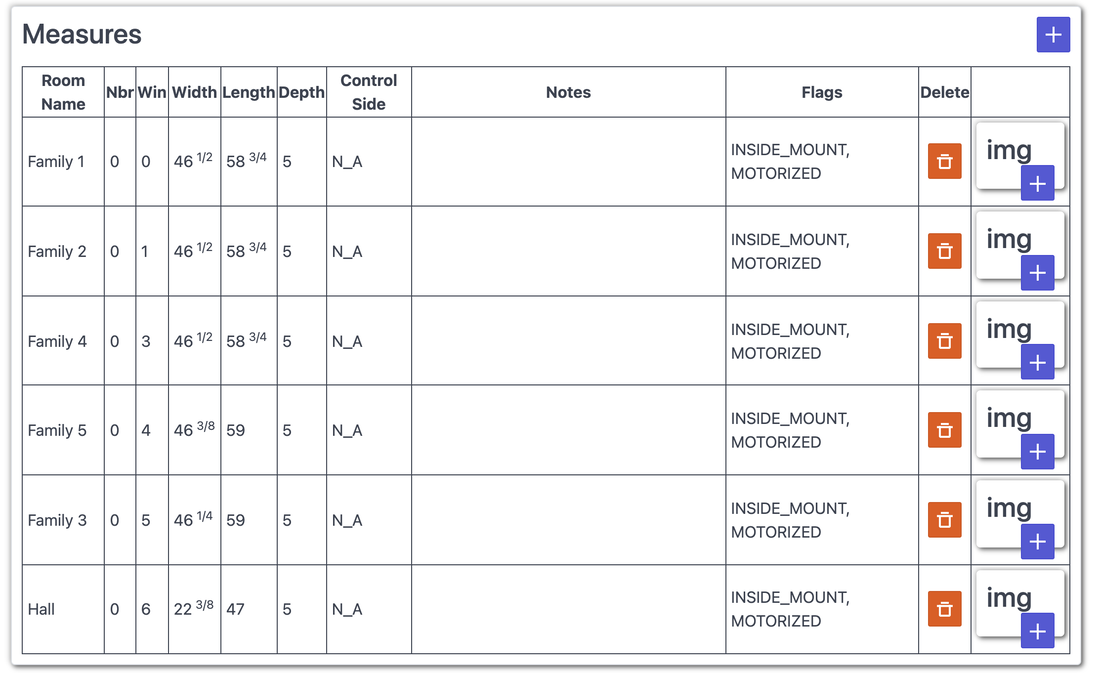 Measures
Room Name Nbr Win Width Length Depth Control Side Notes Flags Delete
Family 1 0 0 46 1/2 58 3/4 5 N_A INSIDE_MOUNT, MOTORIZED img
Family 2 0 1 46 1/2 58 3/4 5 N_A INSIDE_MOUNT, MOTORIZED img
Family 4 0 3 46 1/2 58 3/4 5 N_A INSIDE_MOUNT, MOTORIZED img
Family 5 0 4 46 3/8 59 5 N_A INSIDE_MOUNT, MOTORIZED img
Family 3 0 5 46 1/4 59 5 N_A INSIDE_MOUNT, MOTORIZED img
Hall 0 6 22 3/8 47 5 N_A INSIDE_MOUNT, MOTORIZED img